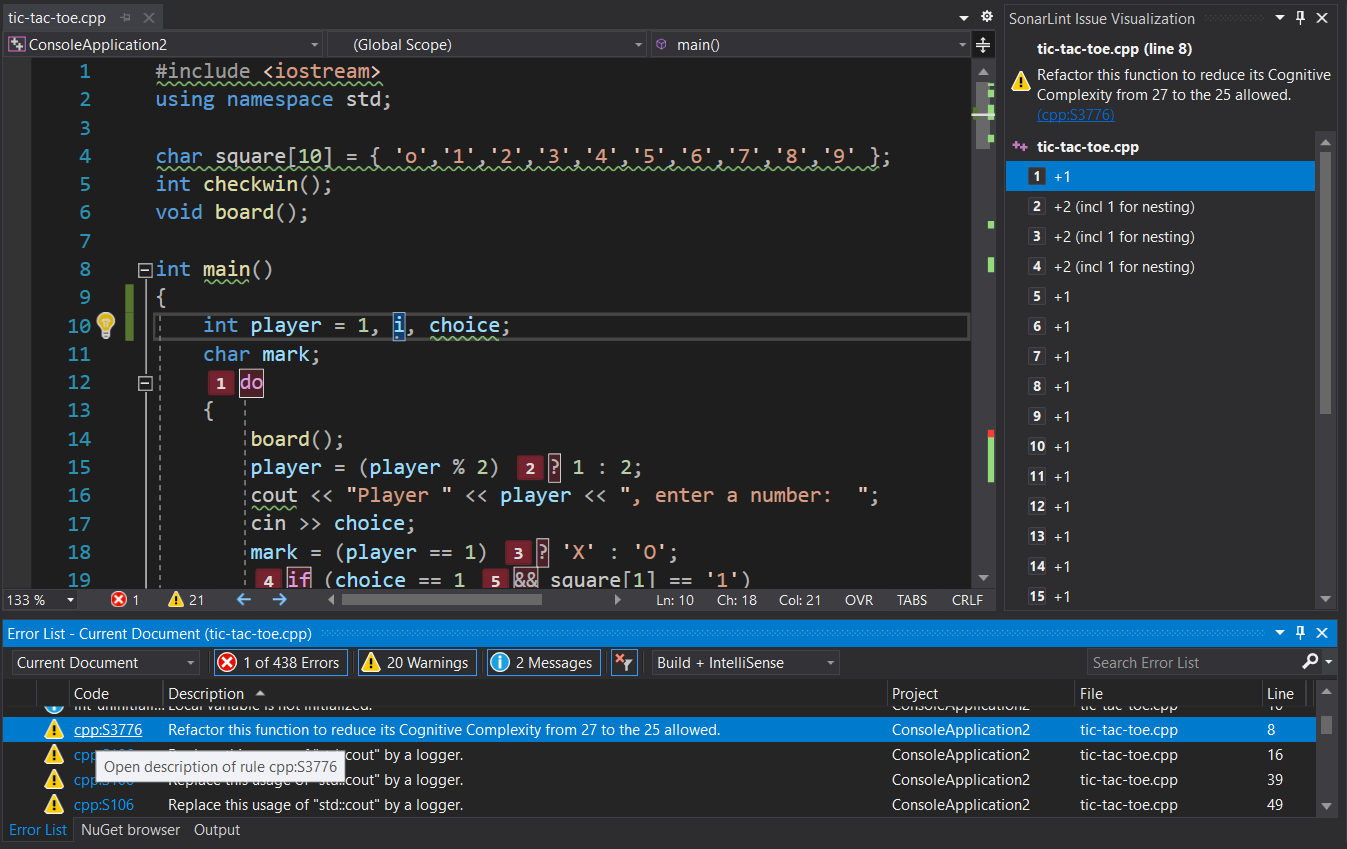 tic-tac-toe.cpp
ConsoleApplication2 (Global Scope) main()
1 #include <iostream>
2 using namespace std;
3
4 char square[10] = { 'o','1','2','3','4','5','6','7','8','9' };
5 int checkwin();
6 void board();
7
8 int main()
9 {
10 int player = 1, i, choice;
11 char mark;
12 1 do
13 {
14 board();
15 player = (player % 2) 2 ? 1 : 2;
16 cout << "Player " << player << ", enter a number:  ";
17 cin >> choice;
18 mark = (player == 1) 3 ? 'X' : 'O';
19 4 if (choice == 1 5 && square[1] == '1')
133 % 1 21 Ln: 10 Ch: 18 Col: 21 OVR TABS CRLF
SonarLint Issue Visualization
tic-tac-toe.cpp (line 8)
Refactor this function to reduce its Cognitive
Complexity from 27 to the 25 allowed.
(cpp:S3776)
tic-tac-toe.cpp
1 +1
2 +2 (incl 1 for nesting)
3 +2 (incl 1 for nesting)
4 +2 (incl 1 for nesting)
5 +1
6 +1
7 +1
8 +1
9 +1
10 +1
11 +1
12 +1
13 +1
14 +1
15 +1
Error List - Current Document (tic-tac-toe.cpp)
Current Document 1 of 438 Errors 20 Warnings 2 Messages Build + IntelliSense Search Error List
Code Description Project File Line
Local variable is not initialized. ConsoleApplication2 tic-tac-toe.cpp 10
cpp:S3776 Refactor this function to reduce its Cognitive Complexity from 27 to the 25 allowed. ConsoleApplication2 tic-tac-toe.cpp 8
cout" by a logger. ConsoleApplication2 tic-tac-toe.cpp 16
Open description of rule cpp:S3776
Replace this usage of "std::cout" by a logger. ConsoleApplication2 tic-tac-toe.cpp 39
cpp:S106 Replace this usage of "std::cout" by a logger. ConsoleApplication2 tic-tac-toe.cpp 49
Error List NuGet browser Output